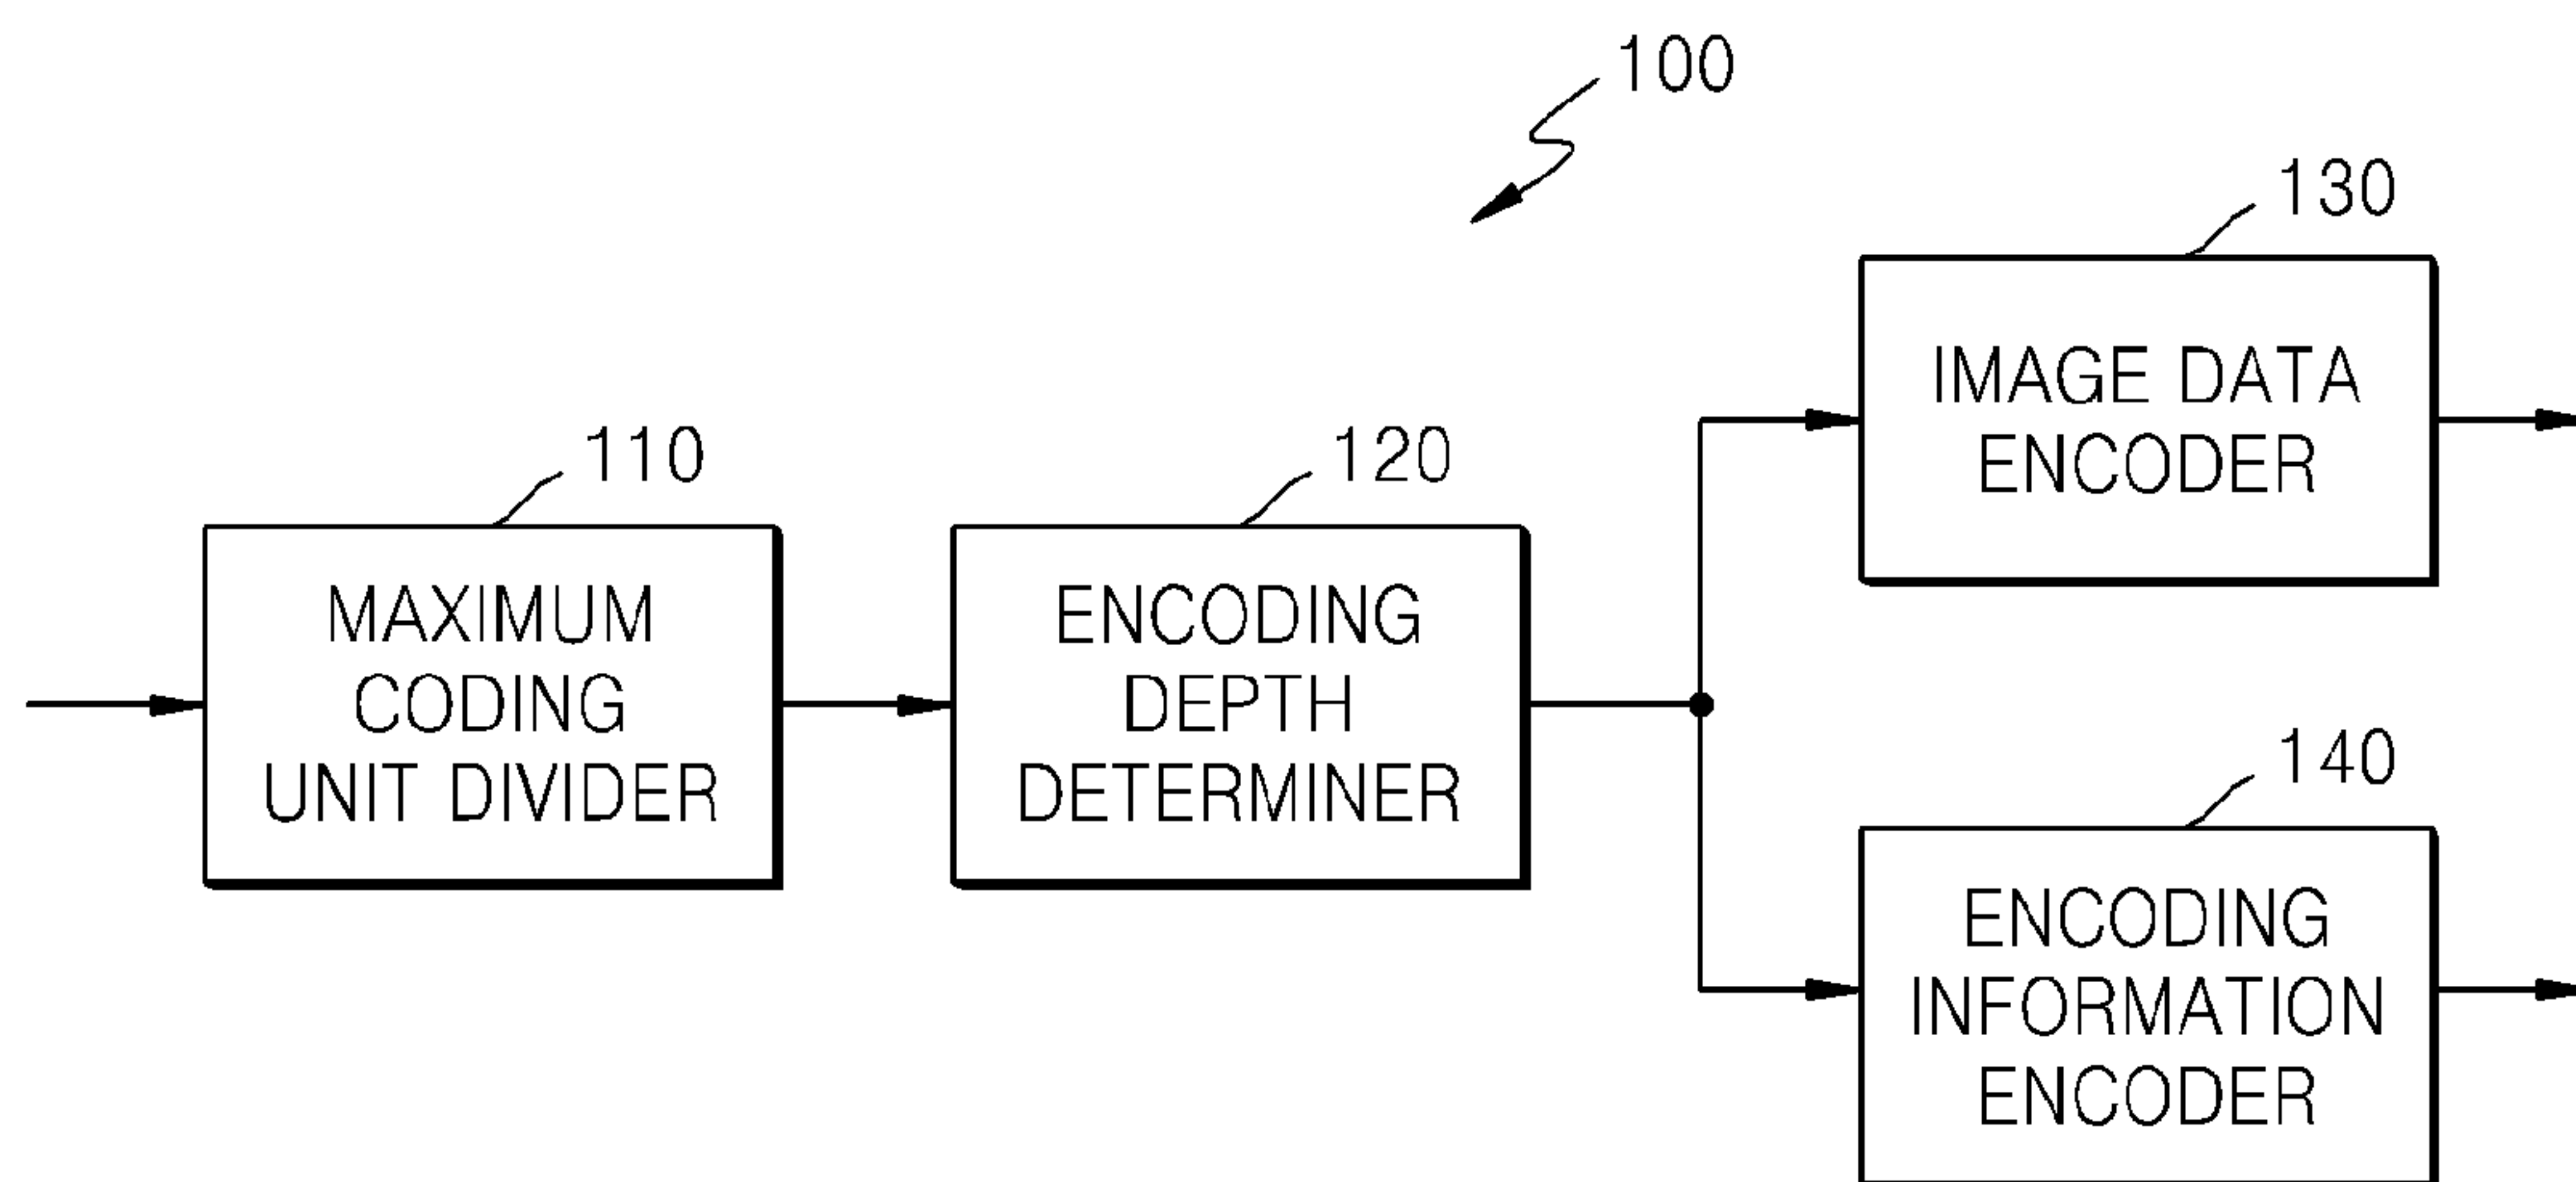 100
130
IMAGE DATA
ENCODER
110
MAXIMUM
CODING
UNIT DIVIDER
120
ENCODING
DEPTH
DETERMINER
140
ENCODING
INFORMATION
ENCODER